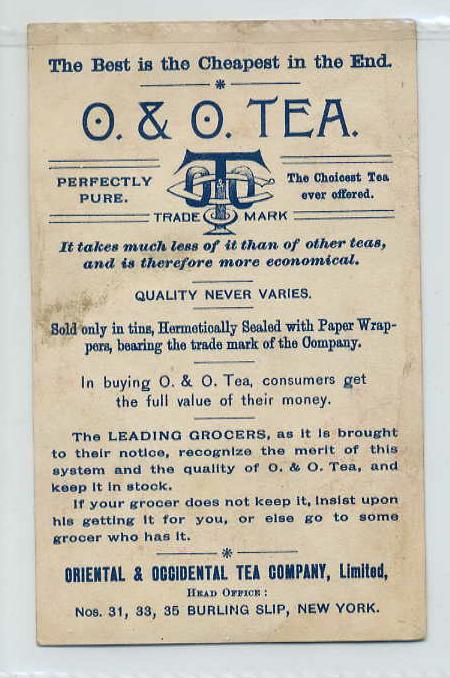 The Best is the Cheapest in the End.
O. & O. TEA.
PERFECTLY
PURE.
The Choicest Tea
ever offered.
TRADE MARK
It takes much less of it than of other teas,
and is therefore more economical.
QUALITY NEVER VARIES.
Sold only in tins, Hermetically Sealed with Paper Wrap-
pers, bearing the trade mark of the Company.
In buying O. & O. Tea, consumers get
the full value of their money.
The LEADING GROCERS, as it is brought
to their notice, recognize the merit of this
system and the quality of O. & O. Tea, and
keep it in stock.
If your grocer does not keep it, insist upon
his getting it for you, or else go to some
grocer who has it.
ORIENTAL & OCCIDENTAL TEA COMPANY, Limited,
HEAD OFFICE:
Nos. 31, 33, 35 BURLING SLIP, NEW YORK.